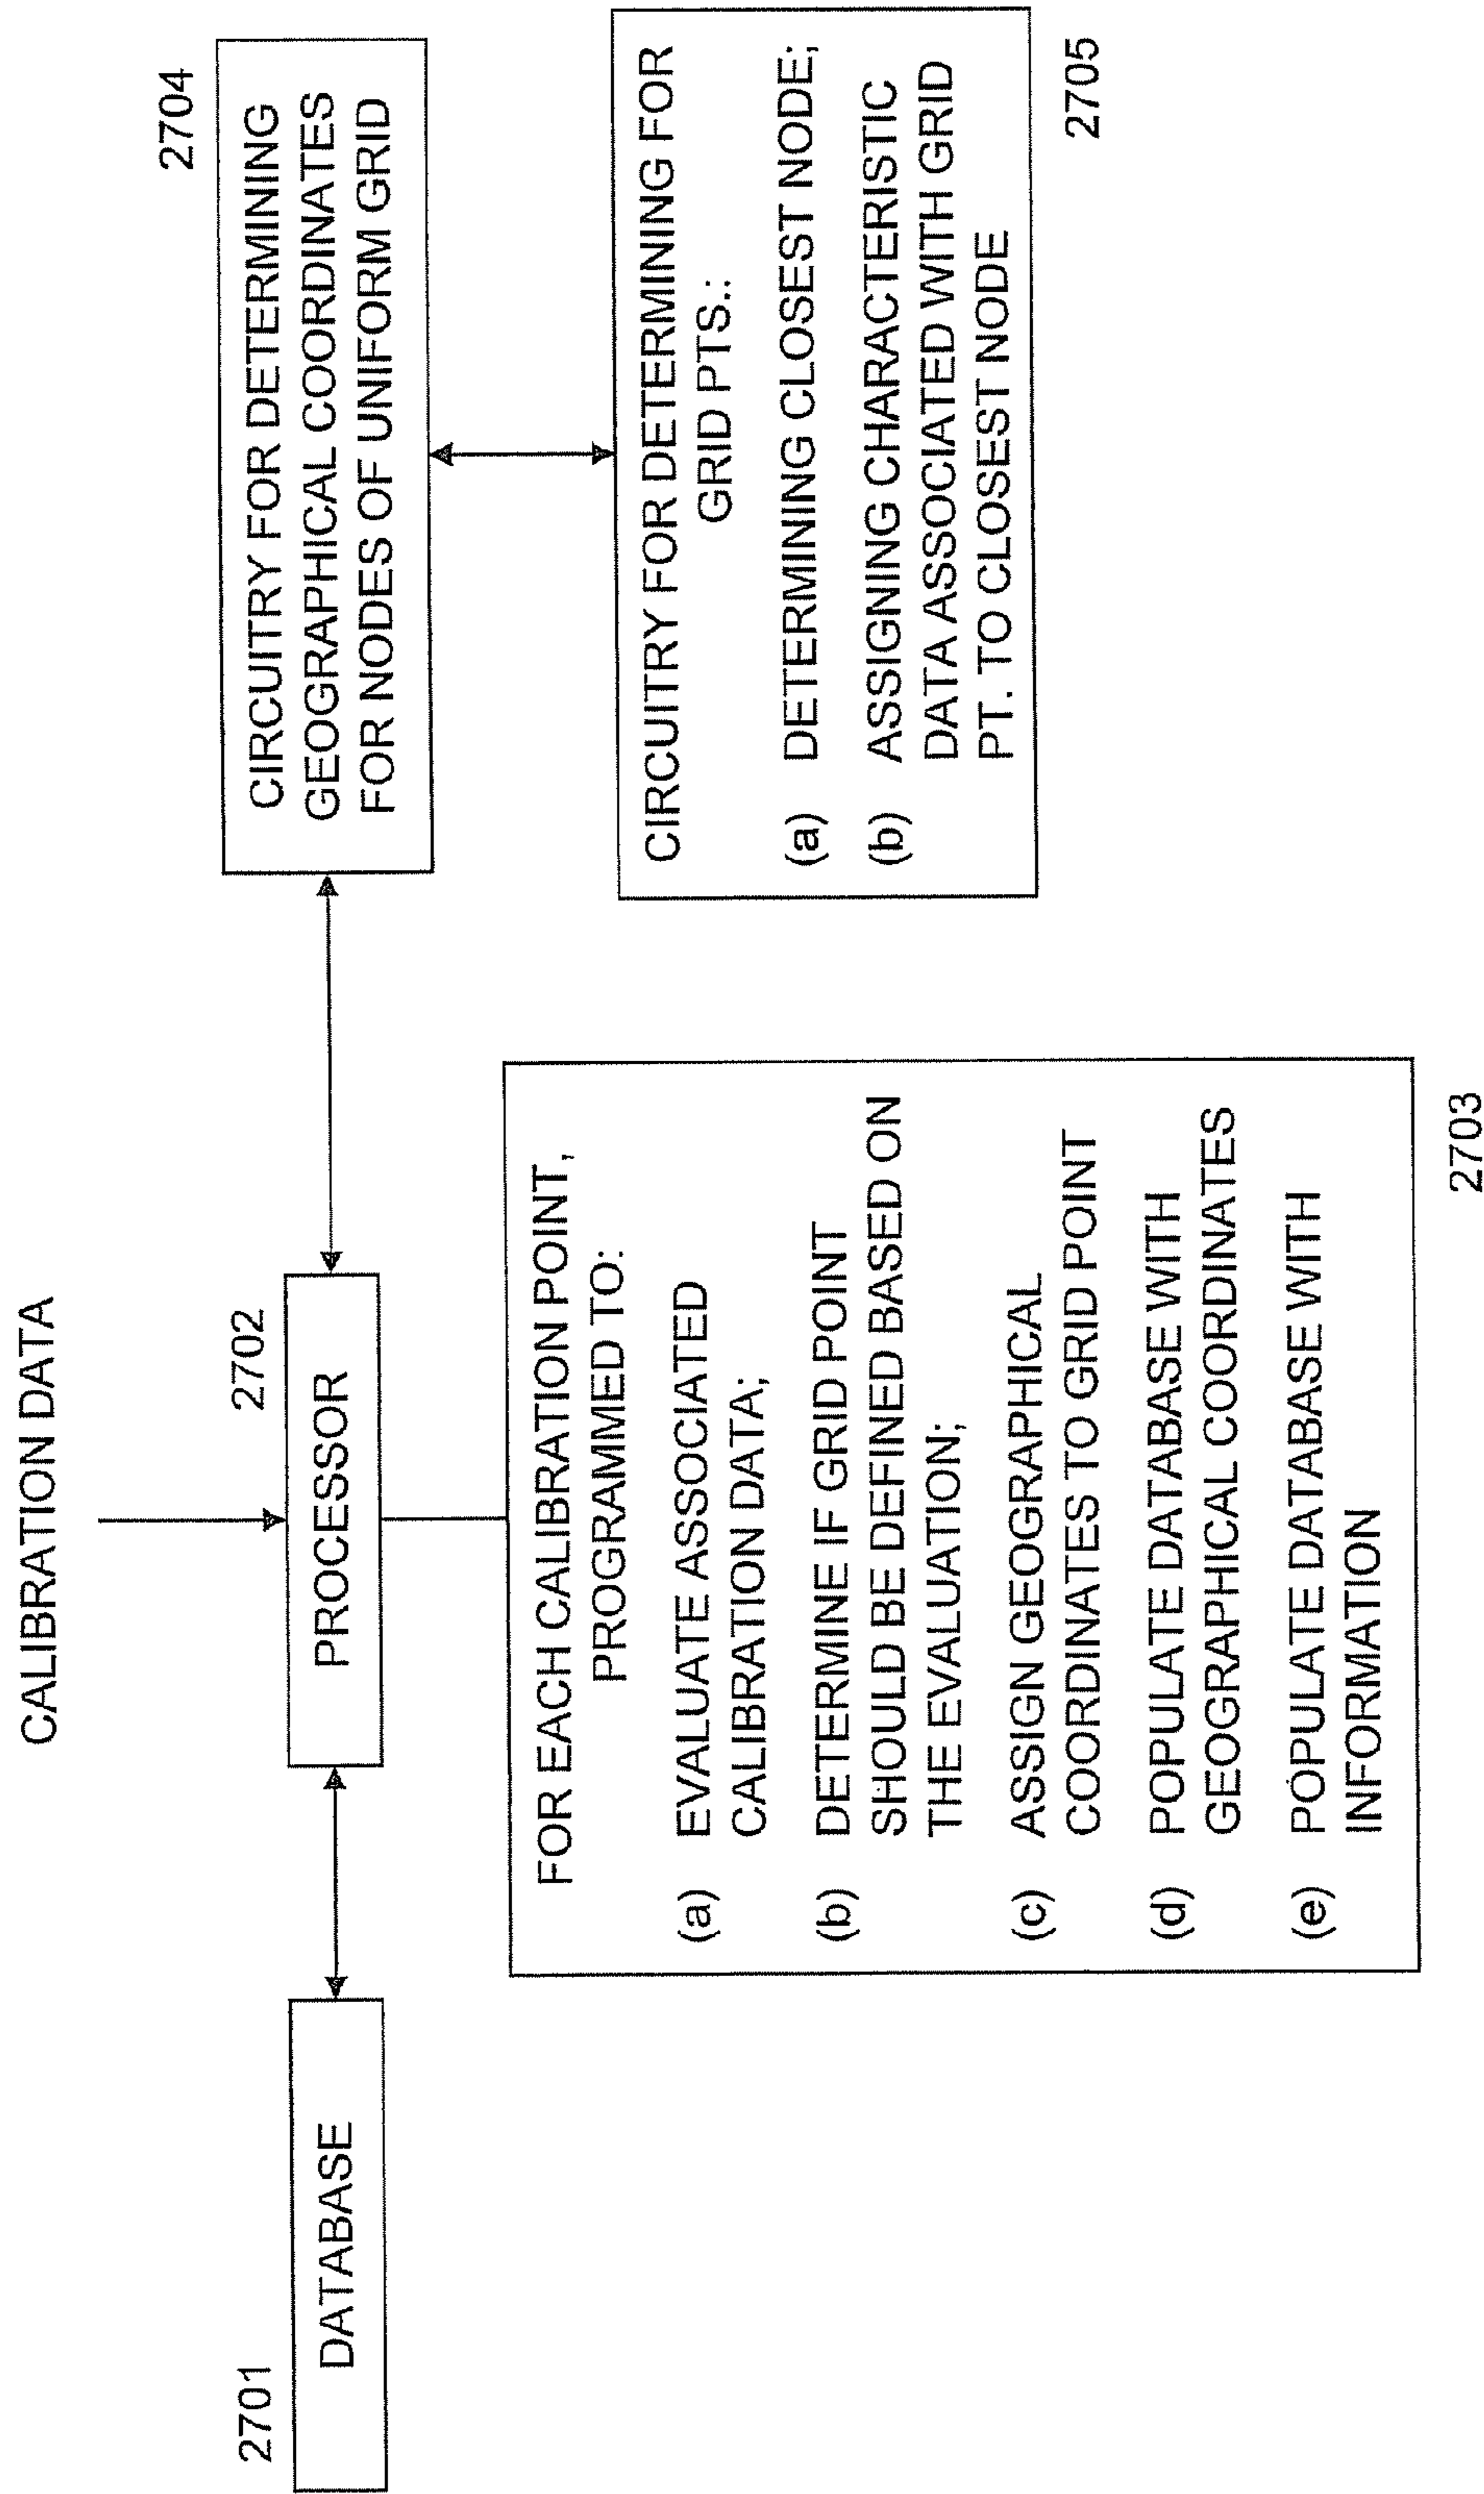 CALIBRATION DATA
2701
DATABASE
2702
PROCESSOR
2704
CIRCUITRY FOR DETERMINING
GEOGRAPHICAL COORDINATES
FOR NODES OF UNIFORM GRID
FOR EACH CALIBRATION POINT,
PROGRAMMED TO:
(a) EVALUATE ASSOCIATED
CALIBRATION DATA;
(b) DETERMINE IF GRID POINT
SHOULD BE DEFINED BASED ON
THE EVALUATION;
(c) ASSIGN GEOGRAPHICAL
COORDINATES TO GRID POINT
(d) POPULATE DATABASE WITH
GEOGRAPHICAL COORDINATES
(e) POPULATE DATABASE WITH
INFORMATION
2703
CIRCUITRY FOR DETERMINING FOR
GRID PTS.:
(a) DETERMINING CLOSEST NODE;
(b) ASSIGNING CHARACTERISTIC
DATA ASSOCIATED WITH GRID
PT. TO CLOSEST NODE
2705